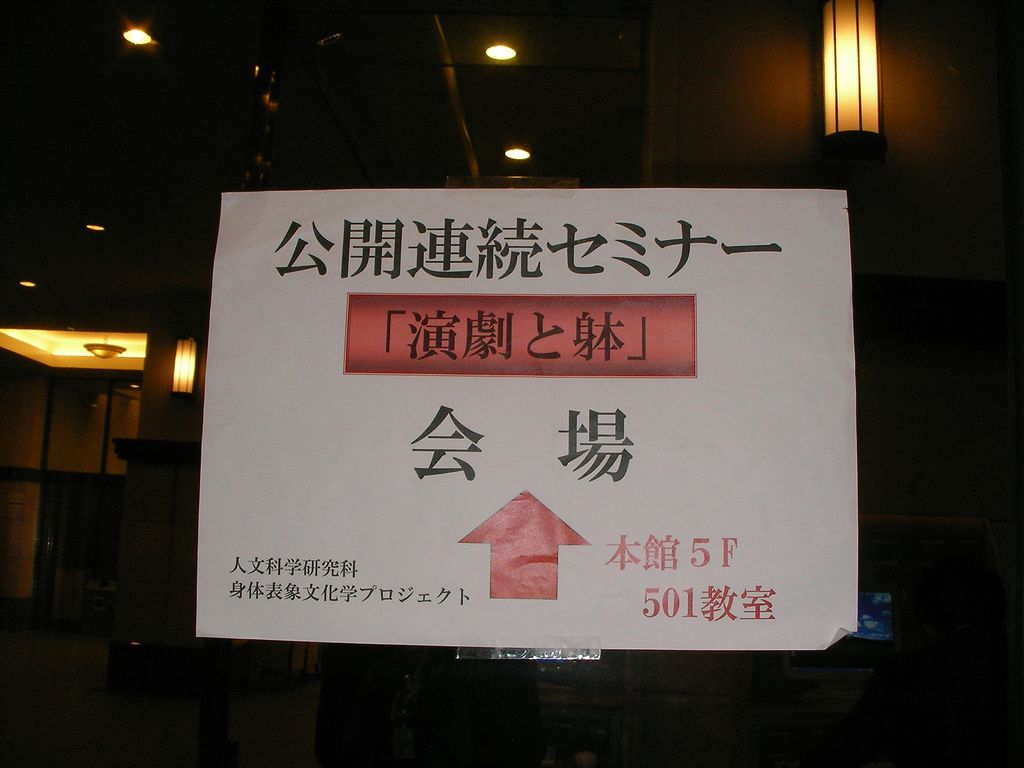 公開連続セミナー
「演劇と躰」
会　場
本館５Ｆ
501教室
人文科学研究科
身体表象文化学プロジェクト